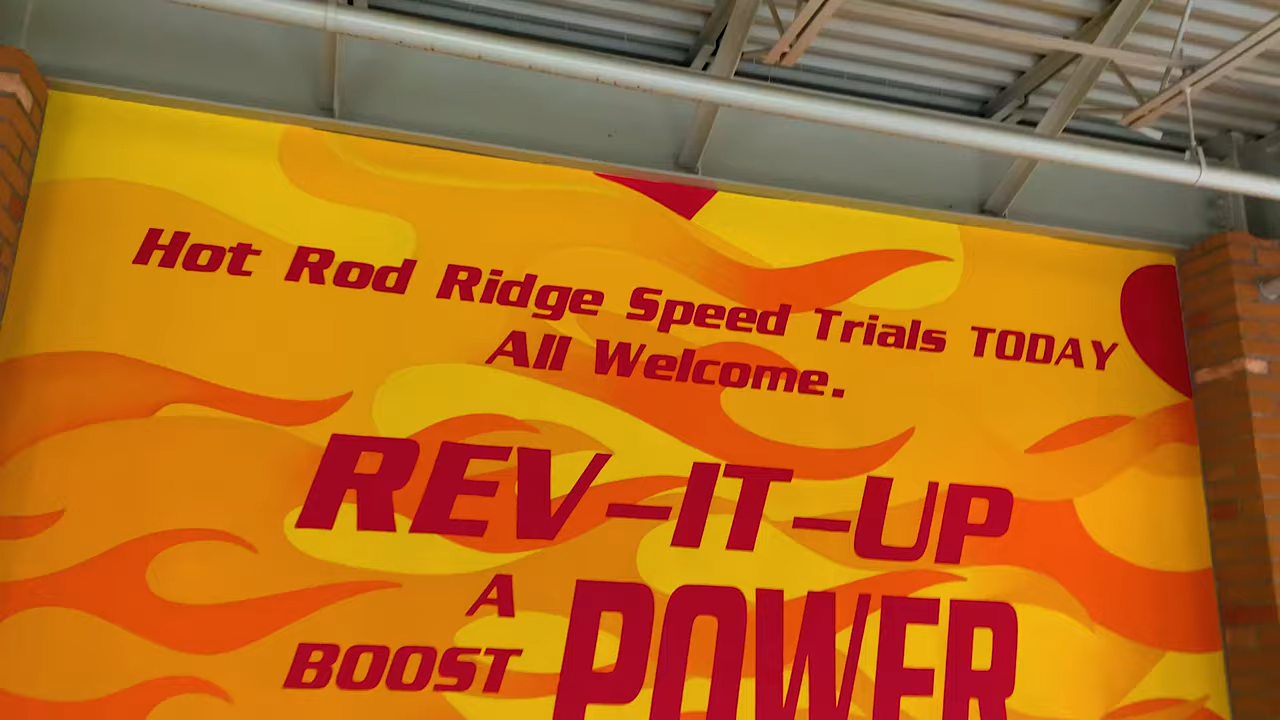 Hot Rod Ridge Speed Trials TODAY
All Welcome.
REV-IT-UP
A
BOOST POWER